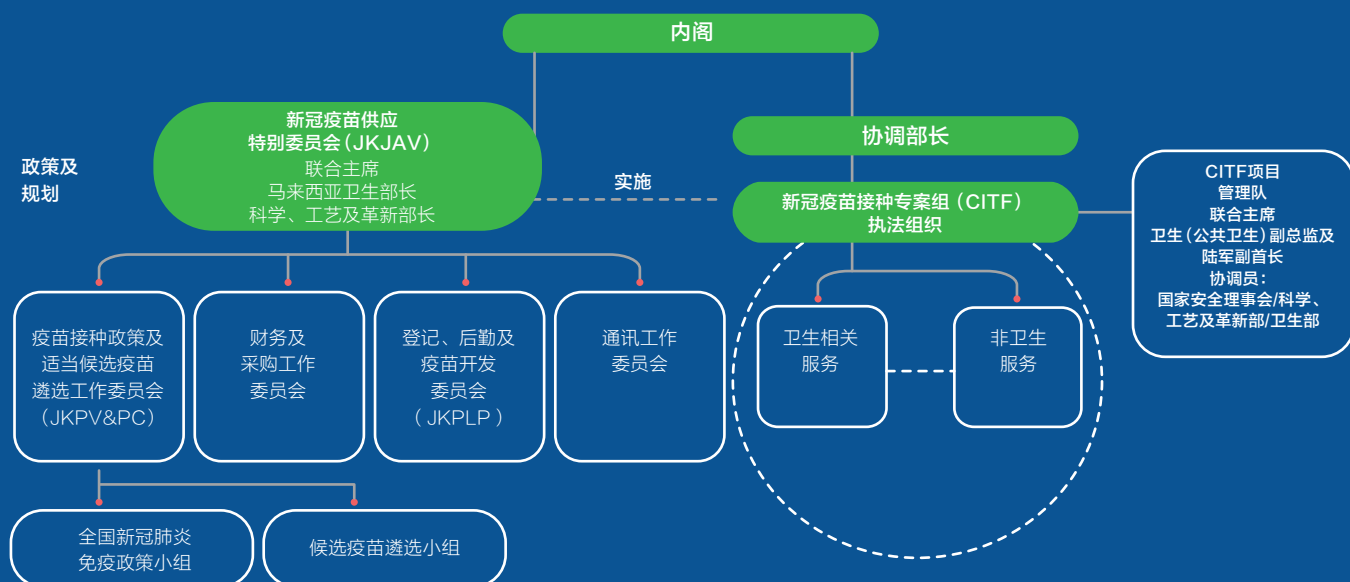 内阁
新冠疫苗供应
特别委员会（JKJAV）
联合主席
马来西亚卫生部长
科学、工艺及革新部长
政策及
规划
实施
协调部长
新冠疫苗接种专案组（CITF）
执法组织
CITF项目
管理队
联合主席
卫生（公共卫生）副总监及
陆军副首长
协调员：
国家安全理事会/科学、
工艺及革新部/卫生部
疫苗接种政策及
适当候选疫苗
遴选工作委员会
（JKPV&PC）
财务及
采购工作
委员会
登记、后勤及
疫苗开发
委员会
（ JKPLP ）
通讯工作
委员会
卫生相关
服务
非卫生
服务
全国新冠肺炎
免疫政策小组
候选疫苗遴选小组